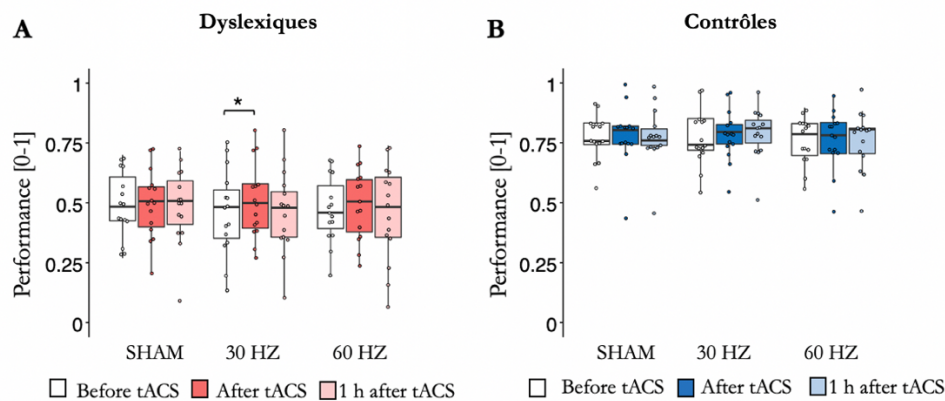 A
Dyslexiques
Performance [0-1]
1
0.75
0.5
0.25
0
*
SHAM
30 HZ
60 HZ
Before tACS
After tACS
1 h after tACS
B
Contrôles
Performance [0-1]
1
0.75
0.5
0.25
0
SHAM
30 HZ
60 HZ
Before tACS
After tACS
1 h after tACS